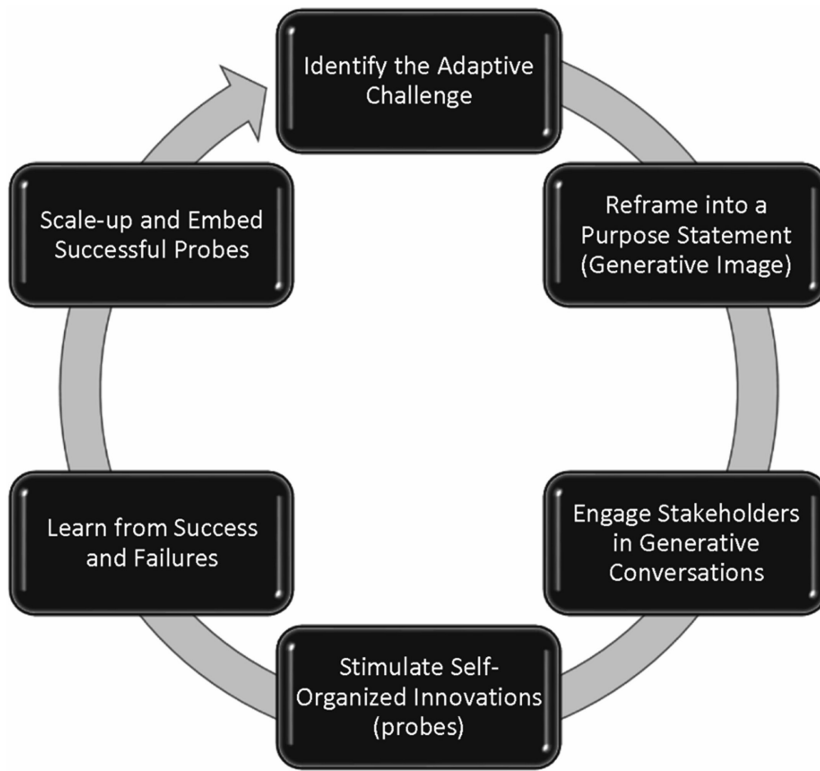 Identify the Adaptive
Challenge
Reframe into a
Purpose Statement
(Generative Image)
Engage Stakeholders
in Generative
Conversations
Stimulate Self-
Organized Innovations
(probes)
Learn from Success
and Failures
Scale-up and Embed
Successful Probes